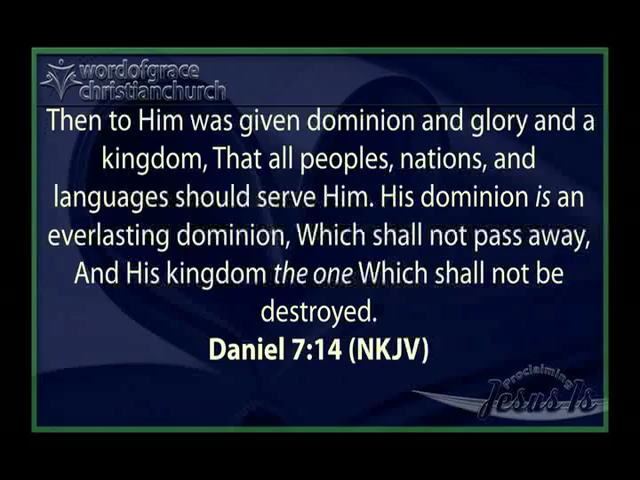 wordofgrace
christianchurch
Then to Him was given dominion and glory and a
kingdom, That all peoples, nations, and
languages should serve Him. His dominion is an
everlasting dominion, Which shall not pass away,
And His kingdom the one Which shall not be
destroyed.
Daniel 7:14 (NKJV)
Proclaiming
Jesus Is